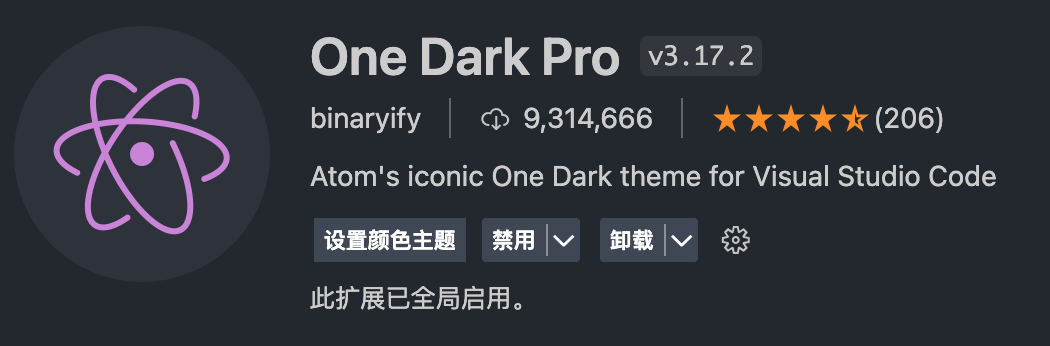 One Dark Pro v3.17.2
binaryify 9,314,666 (206)
Atom's iconic One Dark theme for Visual Studio Code
设置颜色主题 禁用 卸载
此扩展已全局启用。